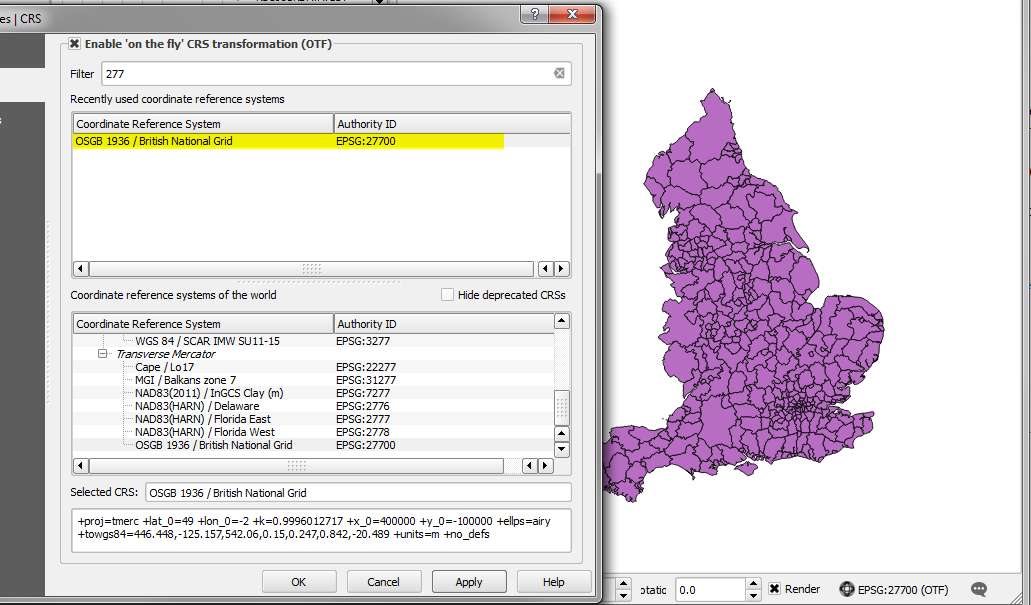 es | CRS
?
Enable 'on the fly' CRS transformation (OTF)
Filter 277
Recently used coordinate reference systems
Coordinate Reference System Authority ID
OSGB 1936 / British National Grid EPSG:27700
Coordinate reference systems of the world
Hide deprecated CRSs
Coordinate Reference System Authority ID
WGS 84 / SCAR IMW SU11-15 EPSG:3277
Transverse Mercator
Cape / Lo17 EPSG:22277
MGI / Balkans zone 7 EPSG:31277
NAD83(2011) / InGCS Clay (m) EPSG:7277
NAD83(HARN) / Delaware EPSG:2776
NAD83(HARN) / Florida East EPSG:2777
NAD83(HARN) / Florida West EPSG:2778
OSGB 1936 / British National Grid EPSG:27700
Selected CRS: OSGB 1936 / British National Grid
+proj=tmerc +lat_0=49 +lon_0=-2 +k=0.9996012717 +x_0=400000 +y_0=-100000 +ellps=airy
+towgs84=446.448,-125.157,542.06,0.15,0.247,0.842,-20.489 +units=m +no_defs
OK Cancel Apply Help
otatic 0.0 Render EPSG:27700 (OTF)